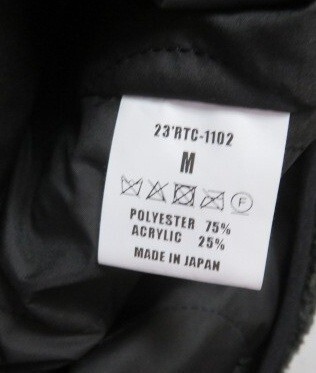 23'RTC-1102
M
F
POLYESTER 75%
ACRYLIC 25%
MADE IN JAPAN